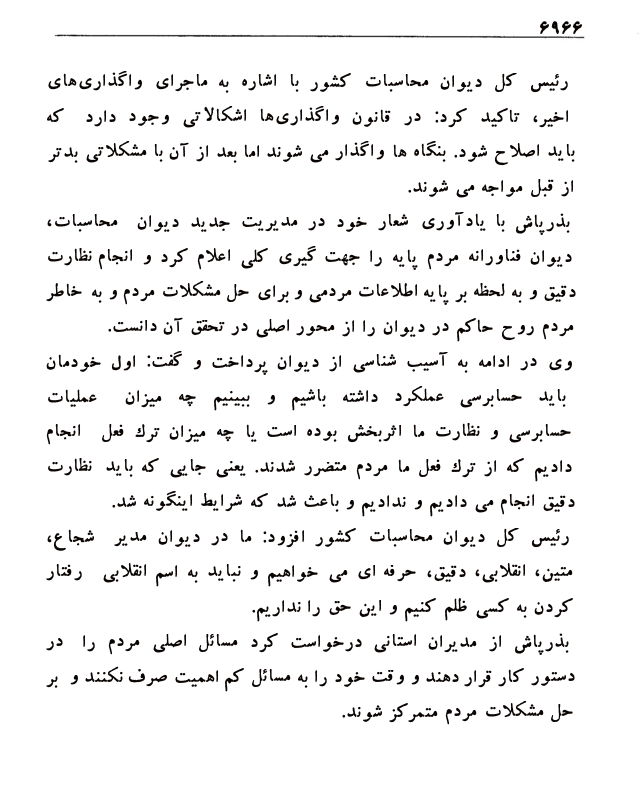 ۶۹۶۶
رئیس کل دیوان محاسبات کشور با اشاره به ماجرای واگذاری‌های
اخیر، تاکید کرد: در قانون واگذاری‌ها اشکالاتی وجود دارد که
باید اصلاح شود. بنگاه ها واگذار می شوند اما بعد از آن با مشکلاتی بدتر
از قبل مواجه می شوند.
بذرپاش با یادآوری شعار خود در مدیریت جدید دیوان محاسبات،
دیوان فناورانه مردم پایه را جهت گیری کلی اعلام کرد و انجام نظارت
دقیق و به لحظه بر پایه اطلاعات مردمی و برای حل مشکلات مردم و به خاطر
مردم روح حاکم در دیوان را از محور اصلی در تحقق آن دانست.
وی در ادامه به آسیب شناسی از دیوان پرداخت و گفت: اول خودمان
باید حسابرسی عملکرد داشته باشیم و ببینیم چه میزان عملیات
حسابرسی و نظارت ما اثربخش بوده است یا چه میزان ترك فعل انجام
دادیم که از ترك فعل ما مردم متضرر شدند. یعنی جایی که باید نظارت
دقیق انجام می دادیم و ندادیم و باعث شد که شرایط اینگونه شد.
رئیس کل دیوان محاسبات کشور افزود: ما در دیوان مدیر شجاع،
متین، انقلابی، دقیق، حرفه ای می خواهیم و نباید به اسم انقلابی رفتار
کردن به کسی ظلم کنیم و این حق را نداریم.
بذرپاش از مدیران استانی درخواست کرد مسائل اصلی مردم را در
دستور کار قرار دهند و وقت خود را به مسائل کم اهمیت صرف نکنند و بر
حل مشکلات مردم متمرکز شوند.